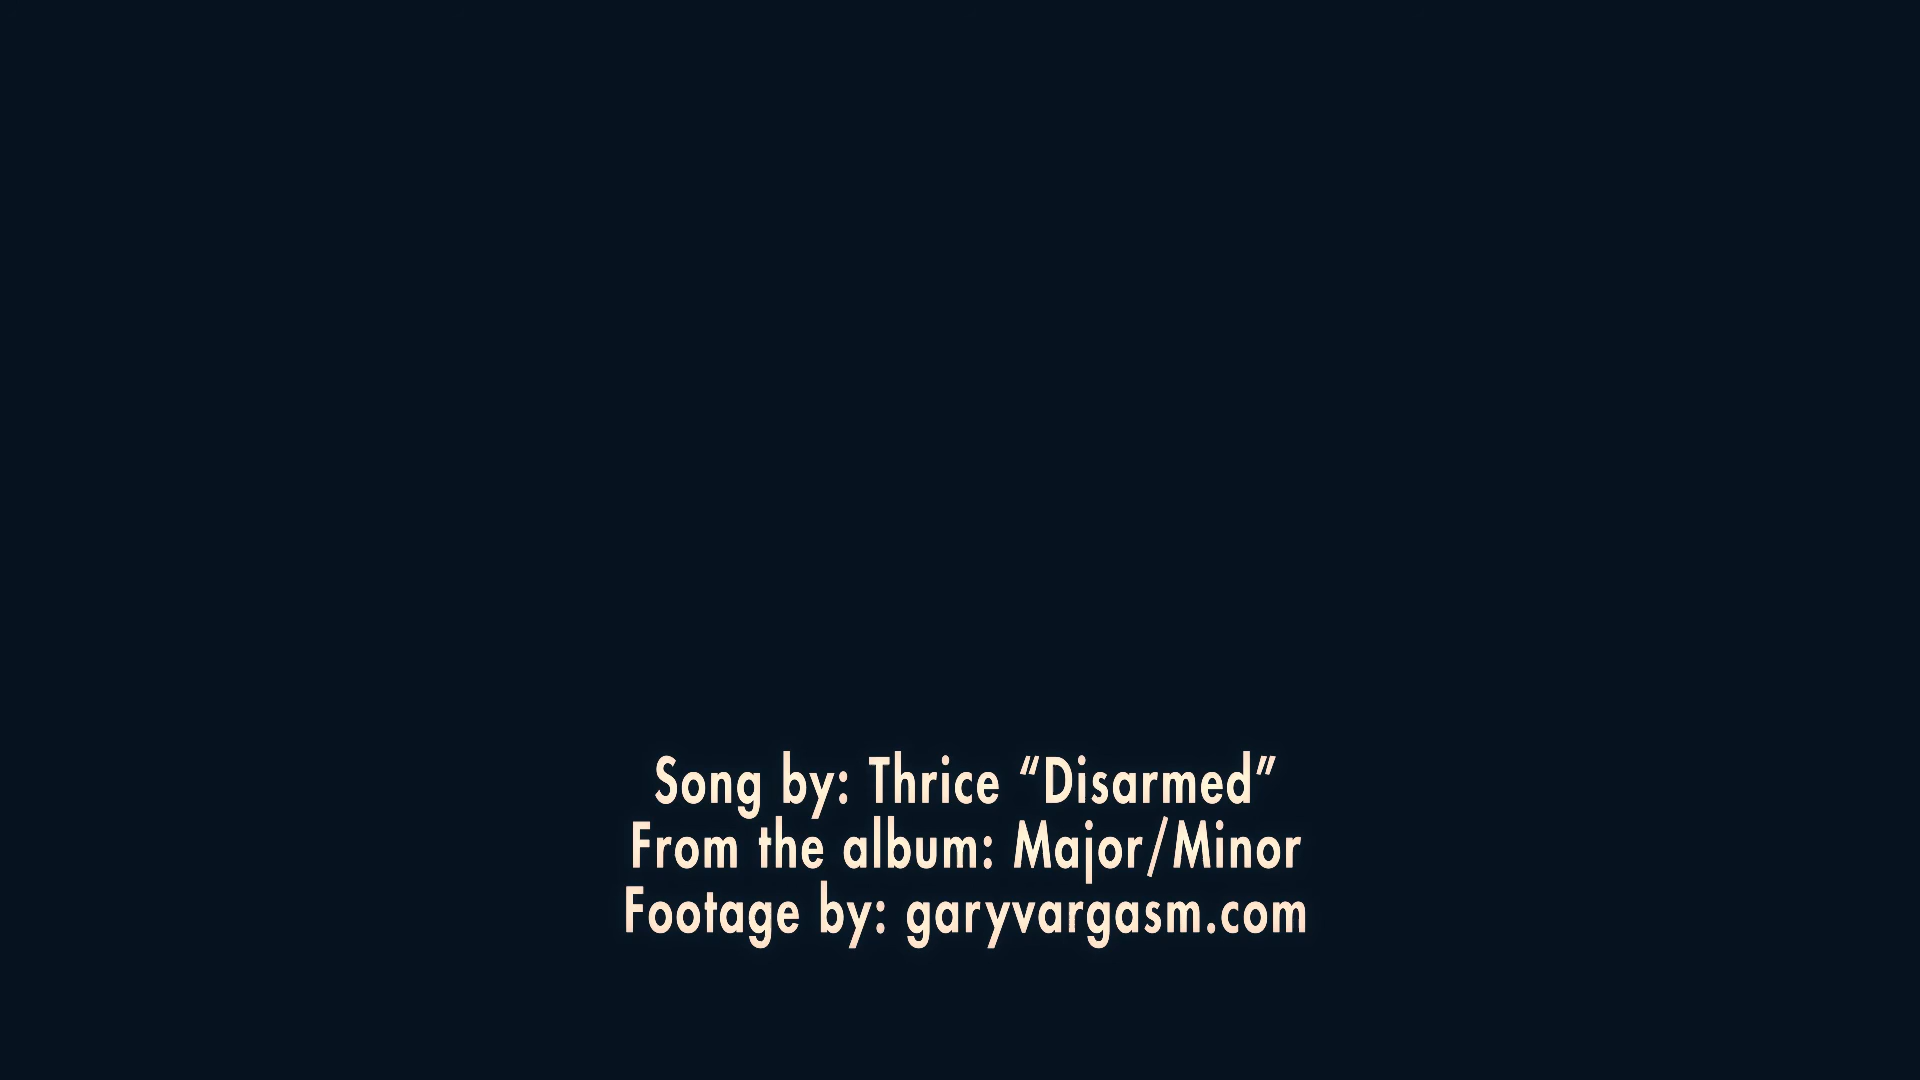 Song by: Thrice “Disarmed”
From the album: Major/Minor
Footage by: garyvargasm.com